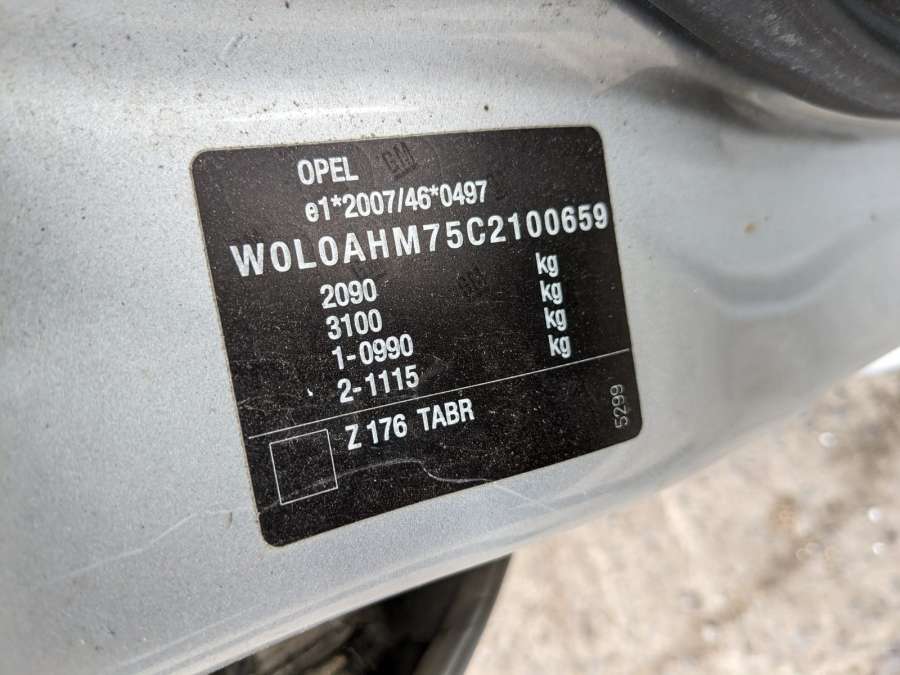 OPEL
e1*2007/46*0497
W0L0AHM75C2100659
2090 kg
3100 kg
1-0990 kg
2-1115 kg
Z 176 TABR
5299
GM